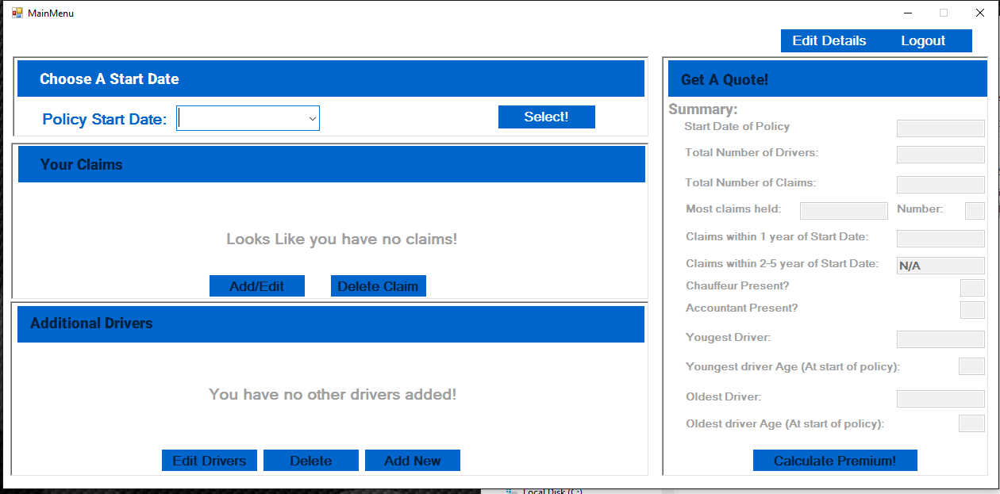 MainMenu
Edit Details Logout
Choose A Start Date
Policy Start Date: Select!
Your Claims
Looks Like you have no claims!
Add/Edit Delete Claim
Additional Drivers
You have no other drivers added!
Edit Drivers Delete Add New
Get A Quote!
Summary:
Start Date of Policy
Total Number of Drivers:
Total Number of Claims:
Most claims held: Number:
Claims within 1 year of Start Date:
Claims within 2-5 year of Start Date: N/A
Chauffeur Present?
Accountant Present?
Yougest Driver:
Youngest driver Age (At start of policy):
Oldest Driver:
Oldest driver Age (At start of policy):
Calculate Premium!
Local Disk (C:)